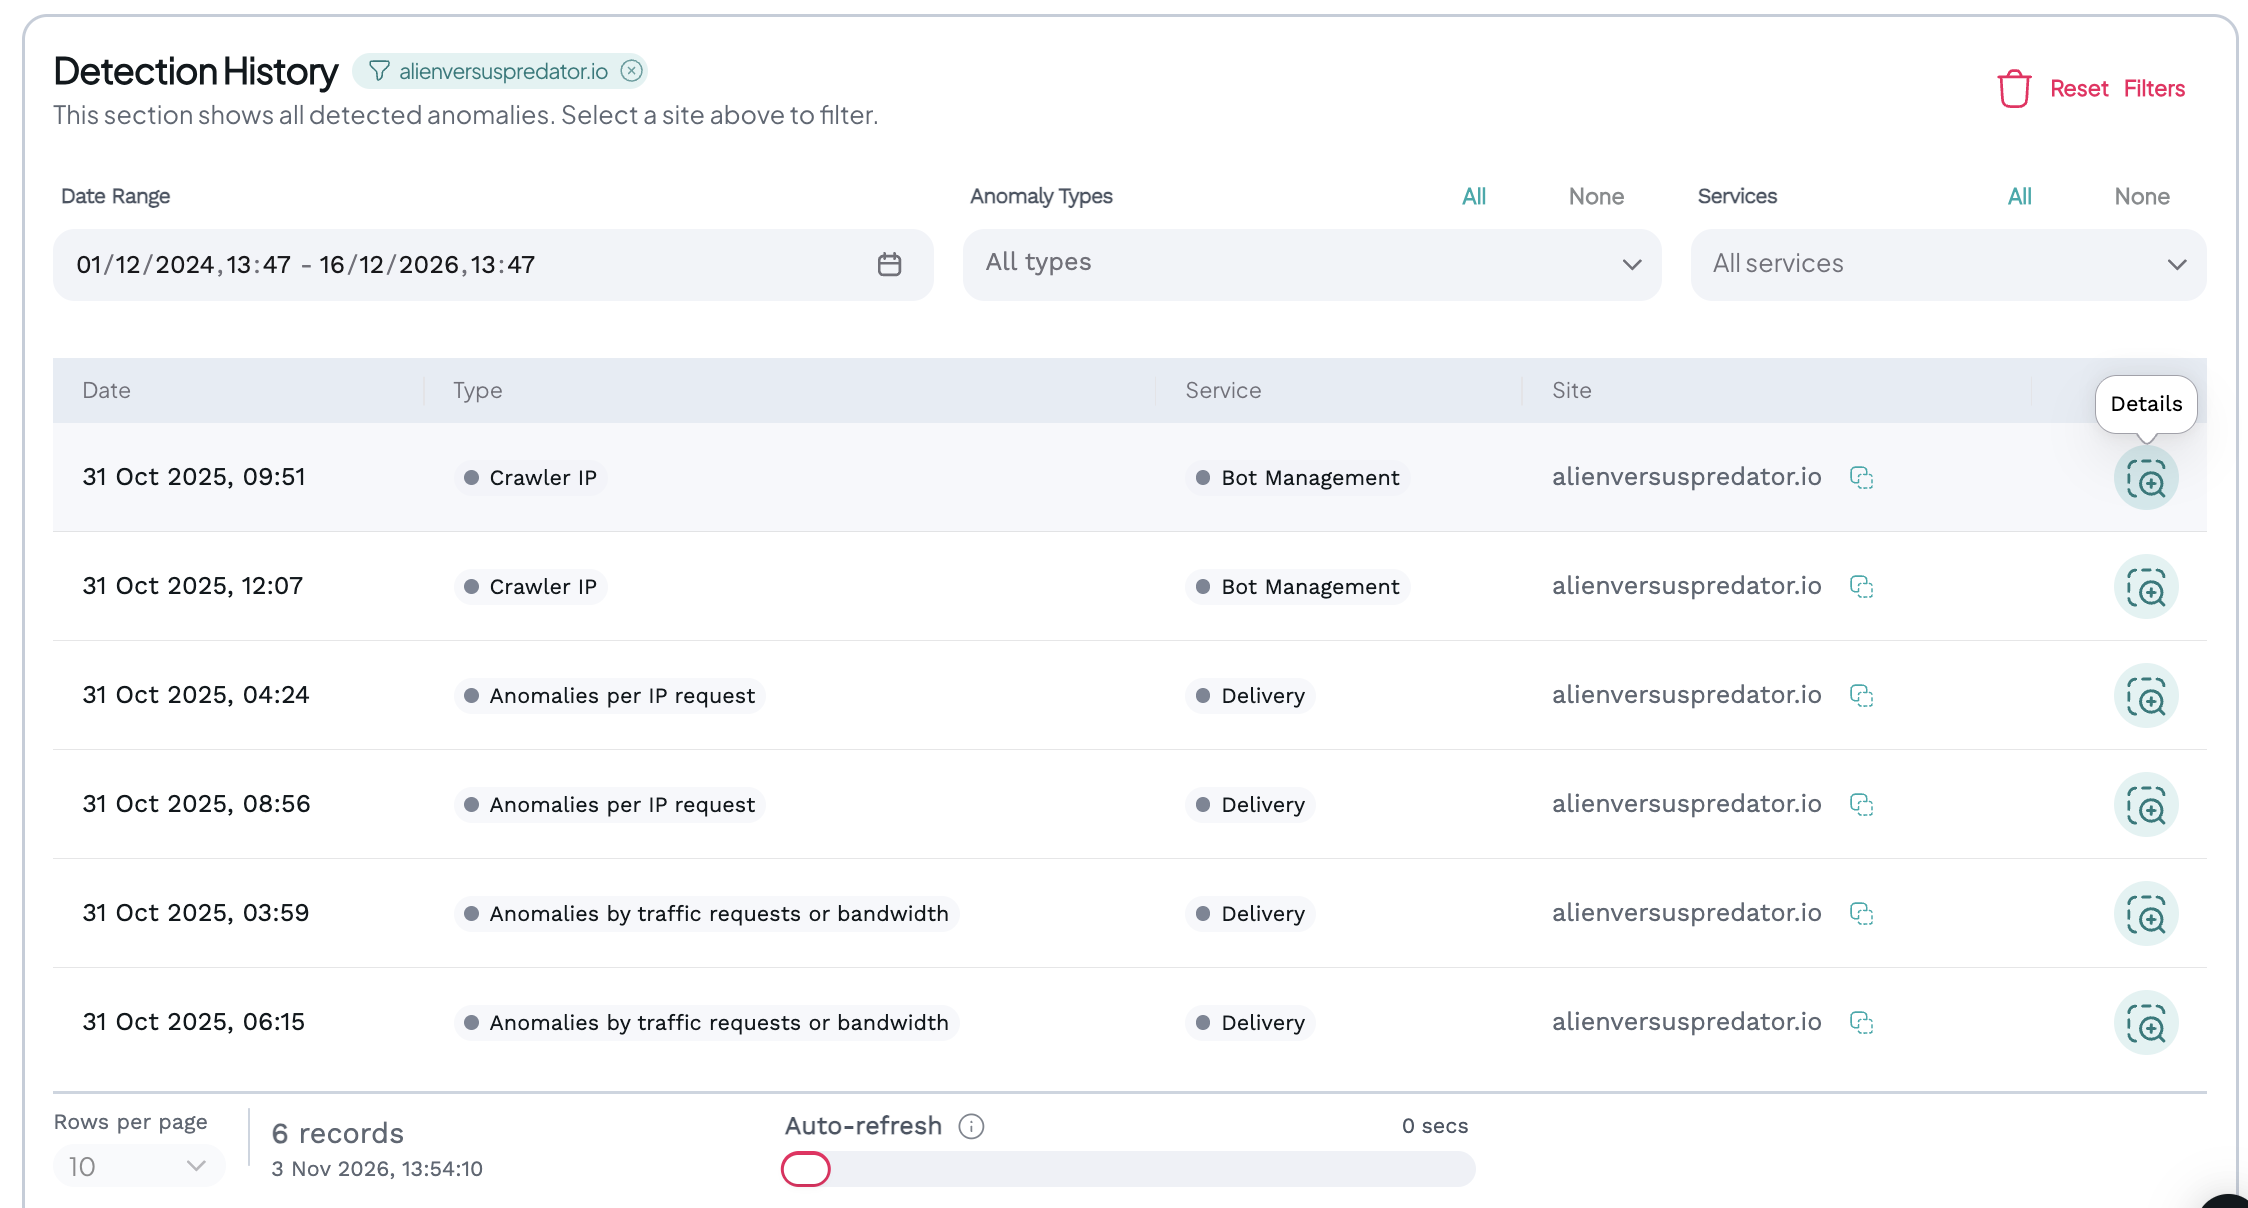 Detection History alienversuspredator.io
This section shows all detected anomalies. Select a site above to filter.
Reset Filters
Date Range
Anomaly Types All None
Services All None
01/12/2024, 13:47 - 16/12/2026, 13:47
All types
All services
Date Type Service Site
Details
31 Oct 2025, 09:51 Crawler IP Bot Management alienversuspredator.io
31 Oct 2025, 12:07 Crawler IP Bot Management alienversuspredator.io
31 Oct 2025, 04:24 Anomalies per IP request Delivery alienversuspredator.io
31 Oct 2025, 08:56 Anomalies per IP request Delivery alienversuspredator.io
31 Oct 2025, 03:59 Anomalies by traffic requests or bandwidth Delivery alienversuspredator.io
31 Oct 2025, 06:15 Anomalies by traffic requests or bandwidth Delivery alienversuspredator.io
Rows per page
10
6 records
3 Nov 2026, 13:54:10
Auto-refresh 0 secs